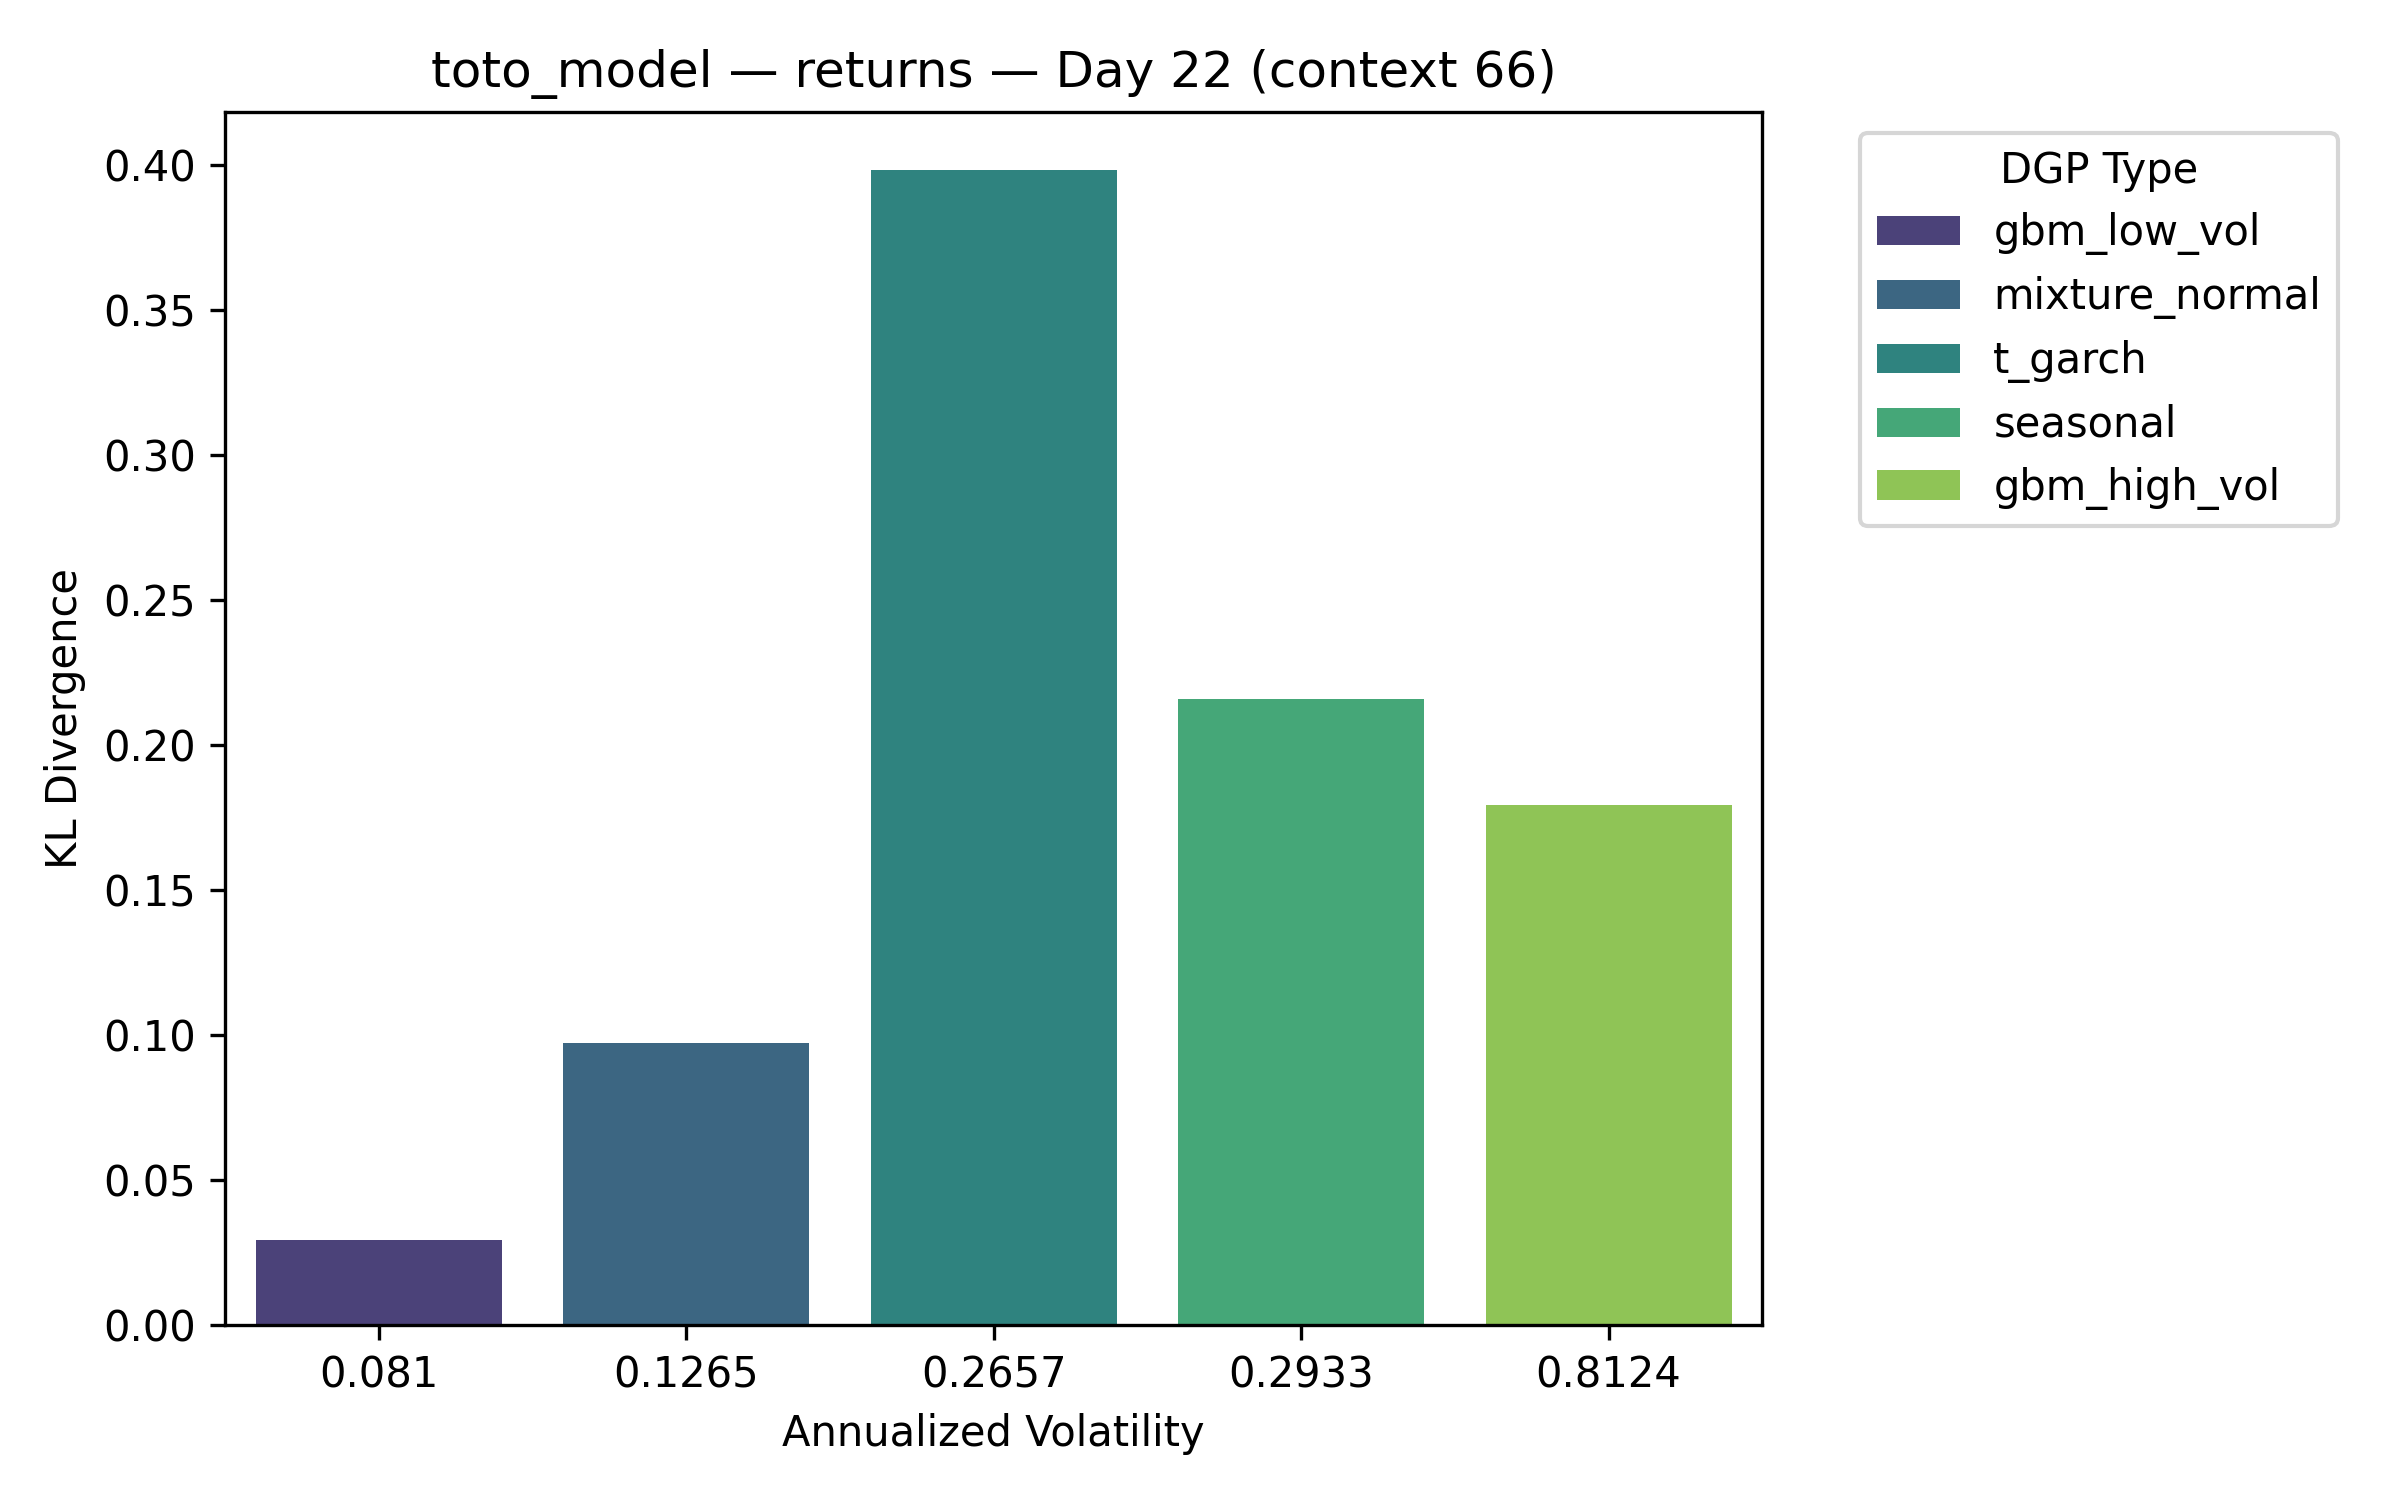 toto_model — returns — Day 22 (context 66)
KL Divergence
0.40
0.35
0.30
0.25
0.20
0.15
0.10
0.05
0.00
0.081
0.1265
0.2657
0.2933
0.8124
Annualized Volatility
DGP Type
gbm_low_vol
mixture_normal
t_garch
seasonal
gbm_high_vol